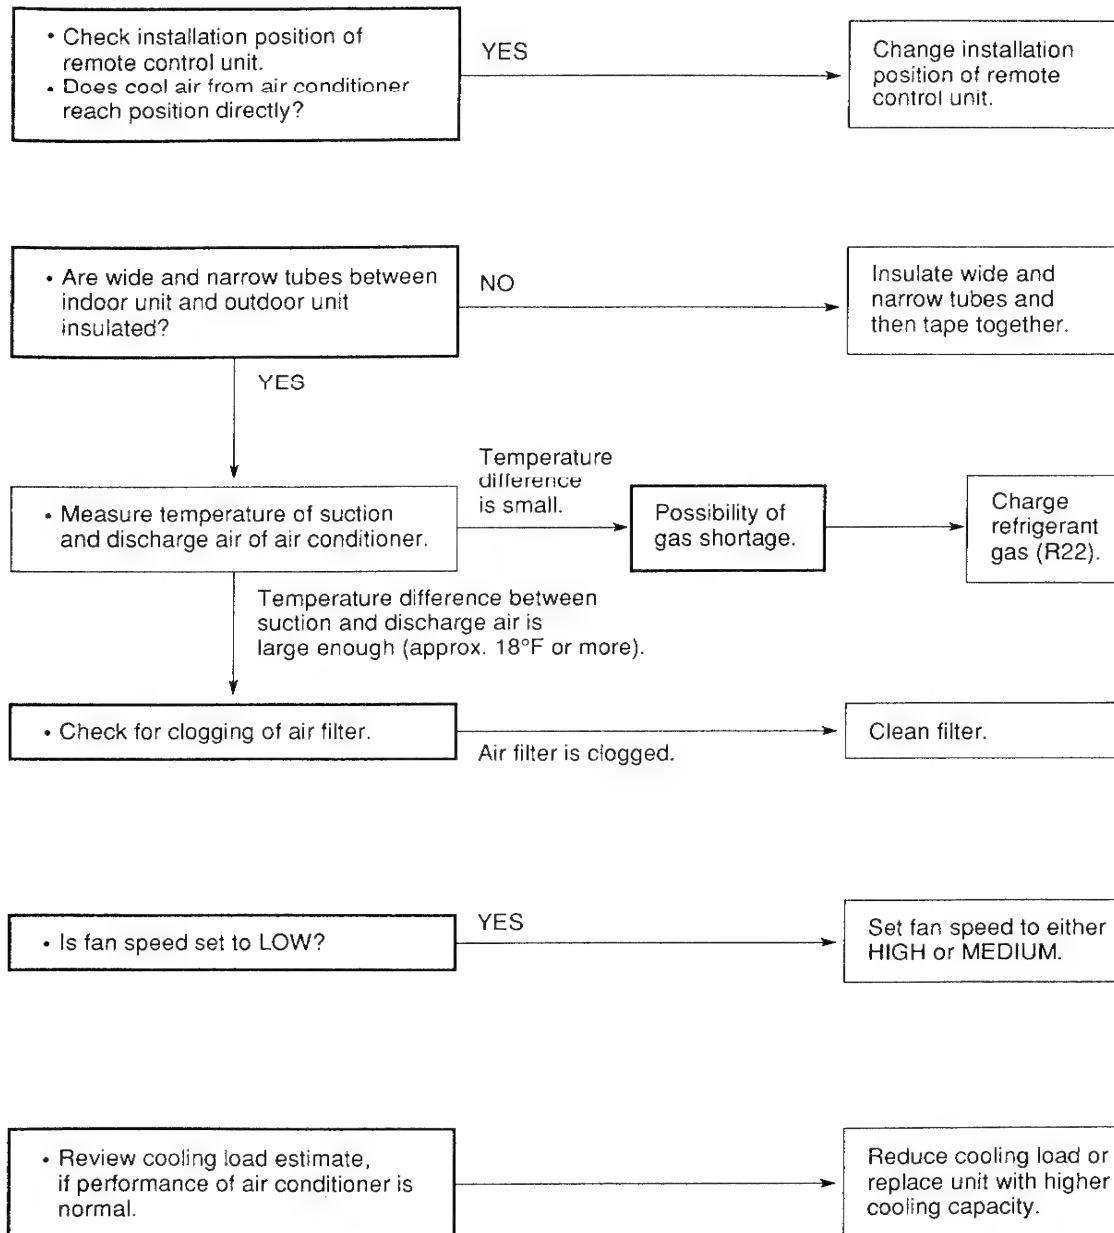 • Check installation position of
remote control unit.
• Does cool air from air conditioner
reach position directly?
YES
Change installation
position of remote
control unit.
• Are wide and narrow tubes between
indoor unit and outdoor unit
insulated?
NO
Insulate wide and
narrow tubes and
then tape together.
YES
• Measure temperature of suction
and discharge air of air conditioner.
Temperature
difference
is small.
Possibility of
gas shortage.
Charge
refrigerant
gas (R22).
Temperature difference between
suction and discharge air is
large enough (approx. 18°F or more).
• Check for clogging of air filter.
Air filter is clogged.
Clean filter.
• Is fan speed set to LOW?
YES
Set fan speed to either
HIGH or MEDIUM.
• Review cooling load estimate,
if performance of air conditioner is
normal.
Reduce cooling load or
replace unit with higher
cooling capacity.